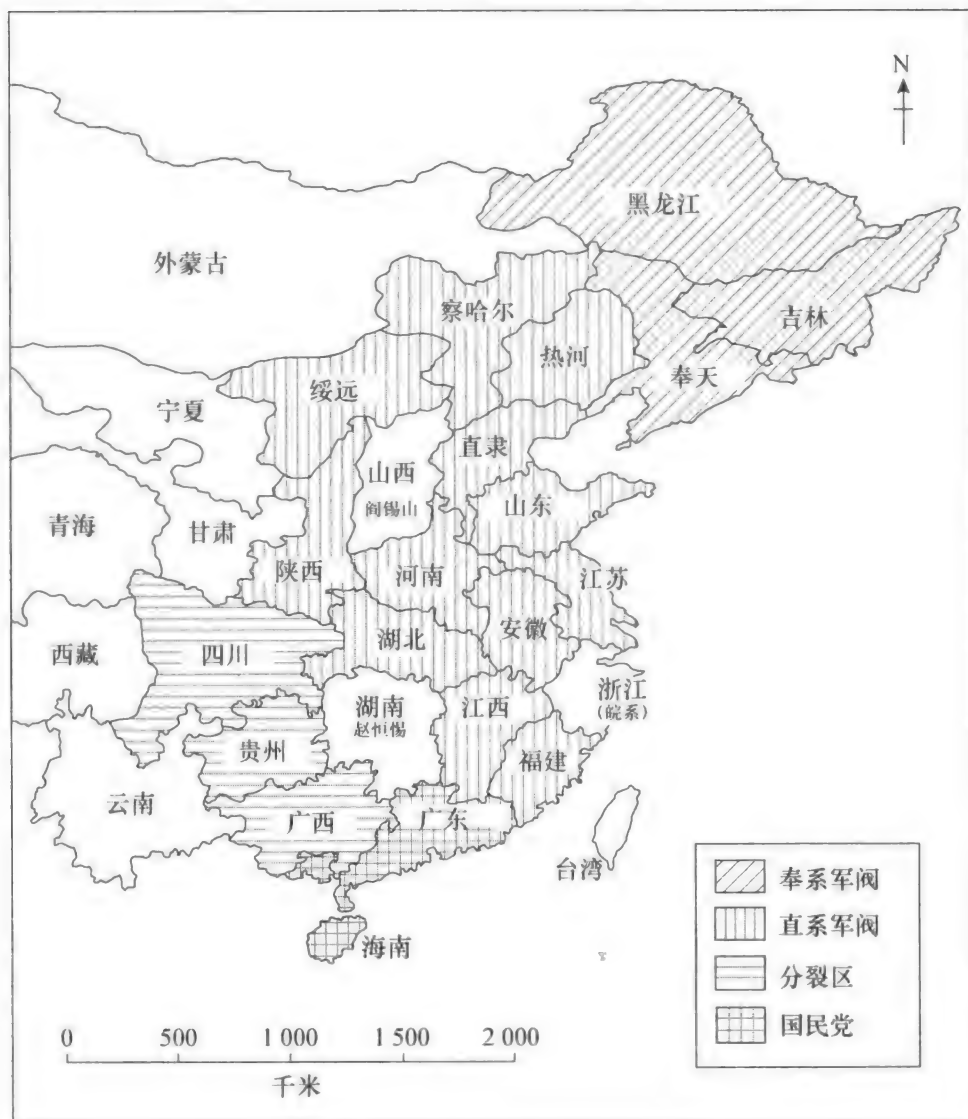 N
黑龙江
外蒙古
吉林
察哈尔
热河
奉天
绥远
宁夏
直隶
山西
阎锡山
山东
青海
甘肃
陕西
河南
江苏
安徽
湖北
四川
西藏
浙江
(皖系)
湖南
赵恒惕
江西
贵州
福建
云南
广西
广东
台湾
海南
奉系军阀
直系军阀
分裂区
国民党
0 500 1 000 1 500 2 000
千米